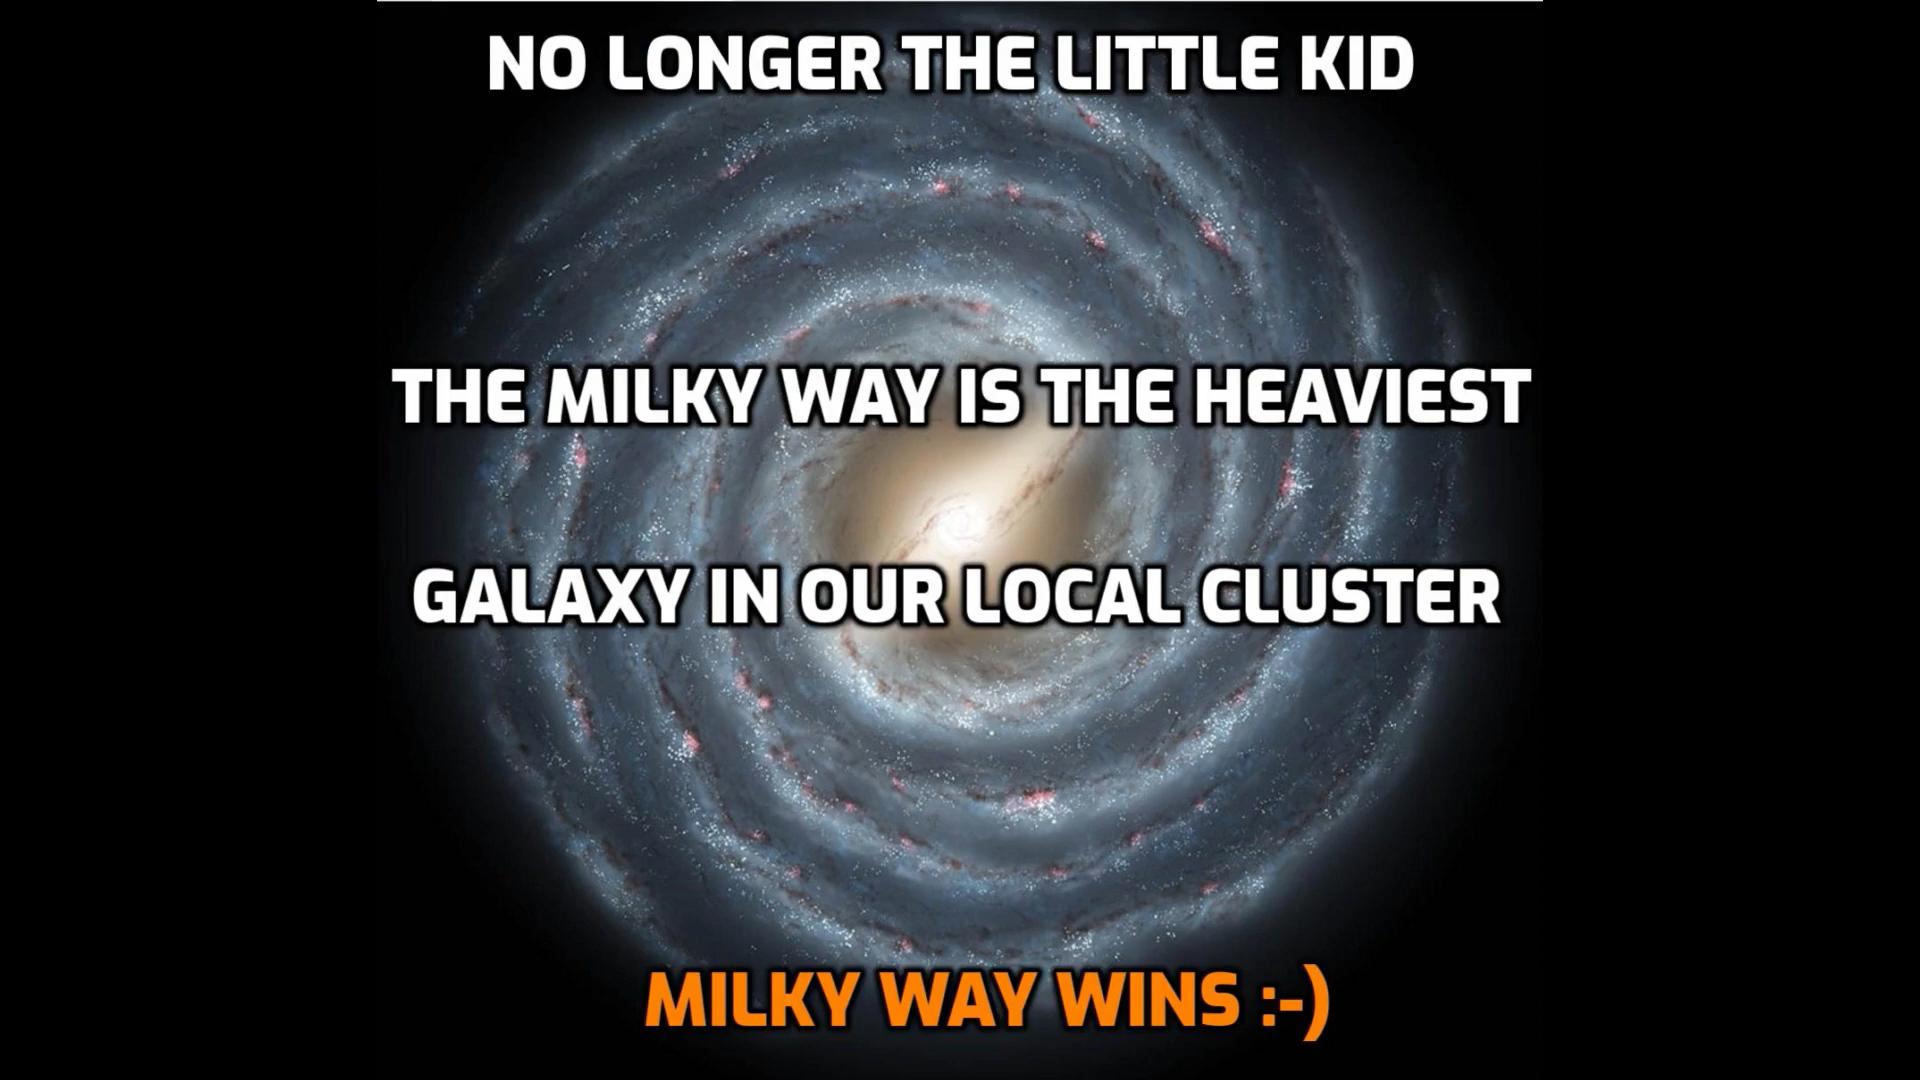 NO LONGER THE LITTLE KID
THE MILKY WAY IS THE HEAVIEST
GALAXY IN OUR LOCAL CLUSTER
MILKY WAY WINS :-)